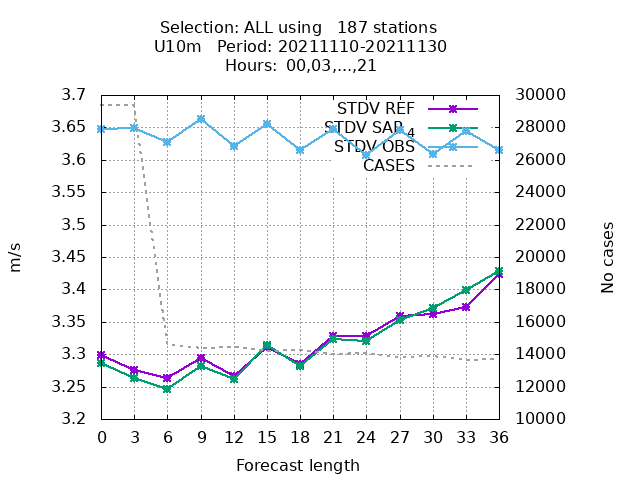 Selection: ALL using 187 stations
U10m Period: 20211110-20211130
Hours: 00,03,...,21
STDV REF
STDV SAR_4
STDV OBS
CASES
3.7
3.65
3.6
3.55
3.5
3.45
3.4
3.35
3.3
3.25
3.2
30000
28000
26000
24000
22000
20000
18000
16000
14000
12000
10000
m/s
No cases
0 3 6 9 12 15 18 21 24 27 30 33 36
Forecast length